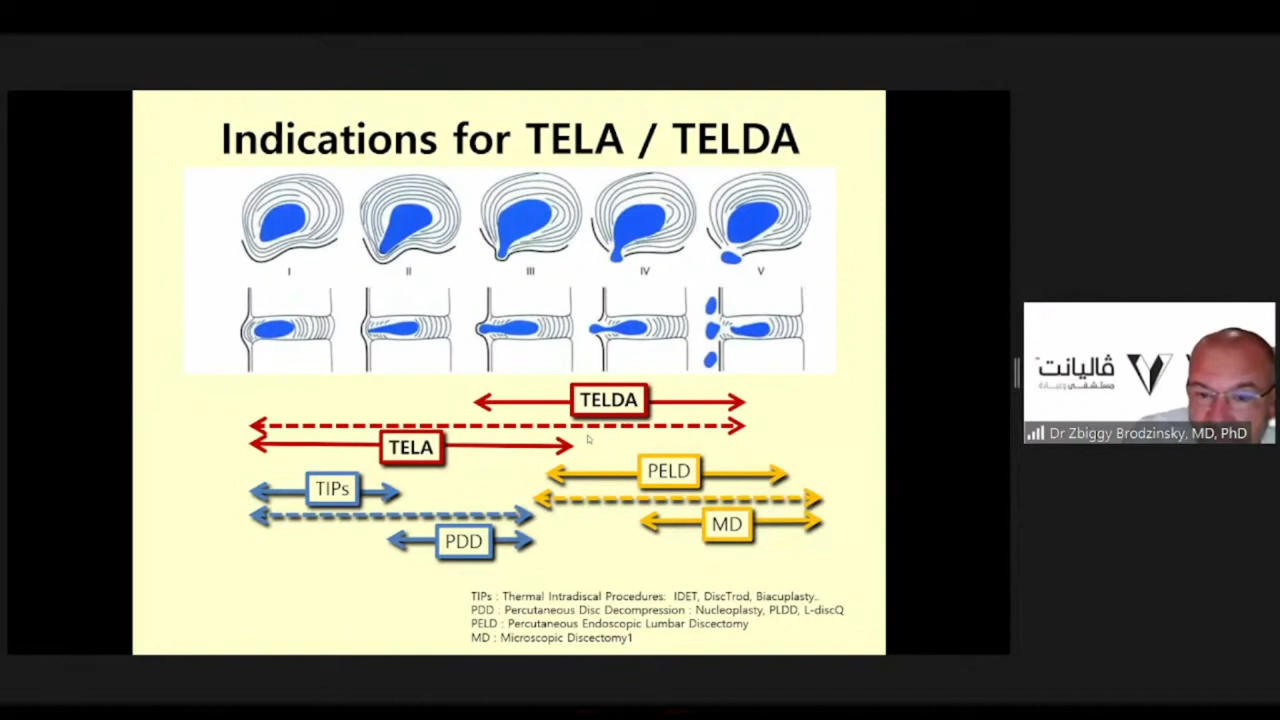 Indications for TELA / TELDA
I II III IV V
TELDA
TELA
PELD
TIPs
MD
PDD
TIPs : Thermal Intradiscal Procedures: IDET, DiscTrod, Biacuplasty..
PDD : Percutaneous Disc Decompression : Nucleoplasty, PLDD, L-discQ
PELD : Percutaneous Endoscopic Lumbar Discectomy
MD : Microscopic Discectomy1
ڤاليانت
Dr Zbiggy Brodzinsky, MD, PhD